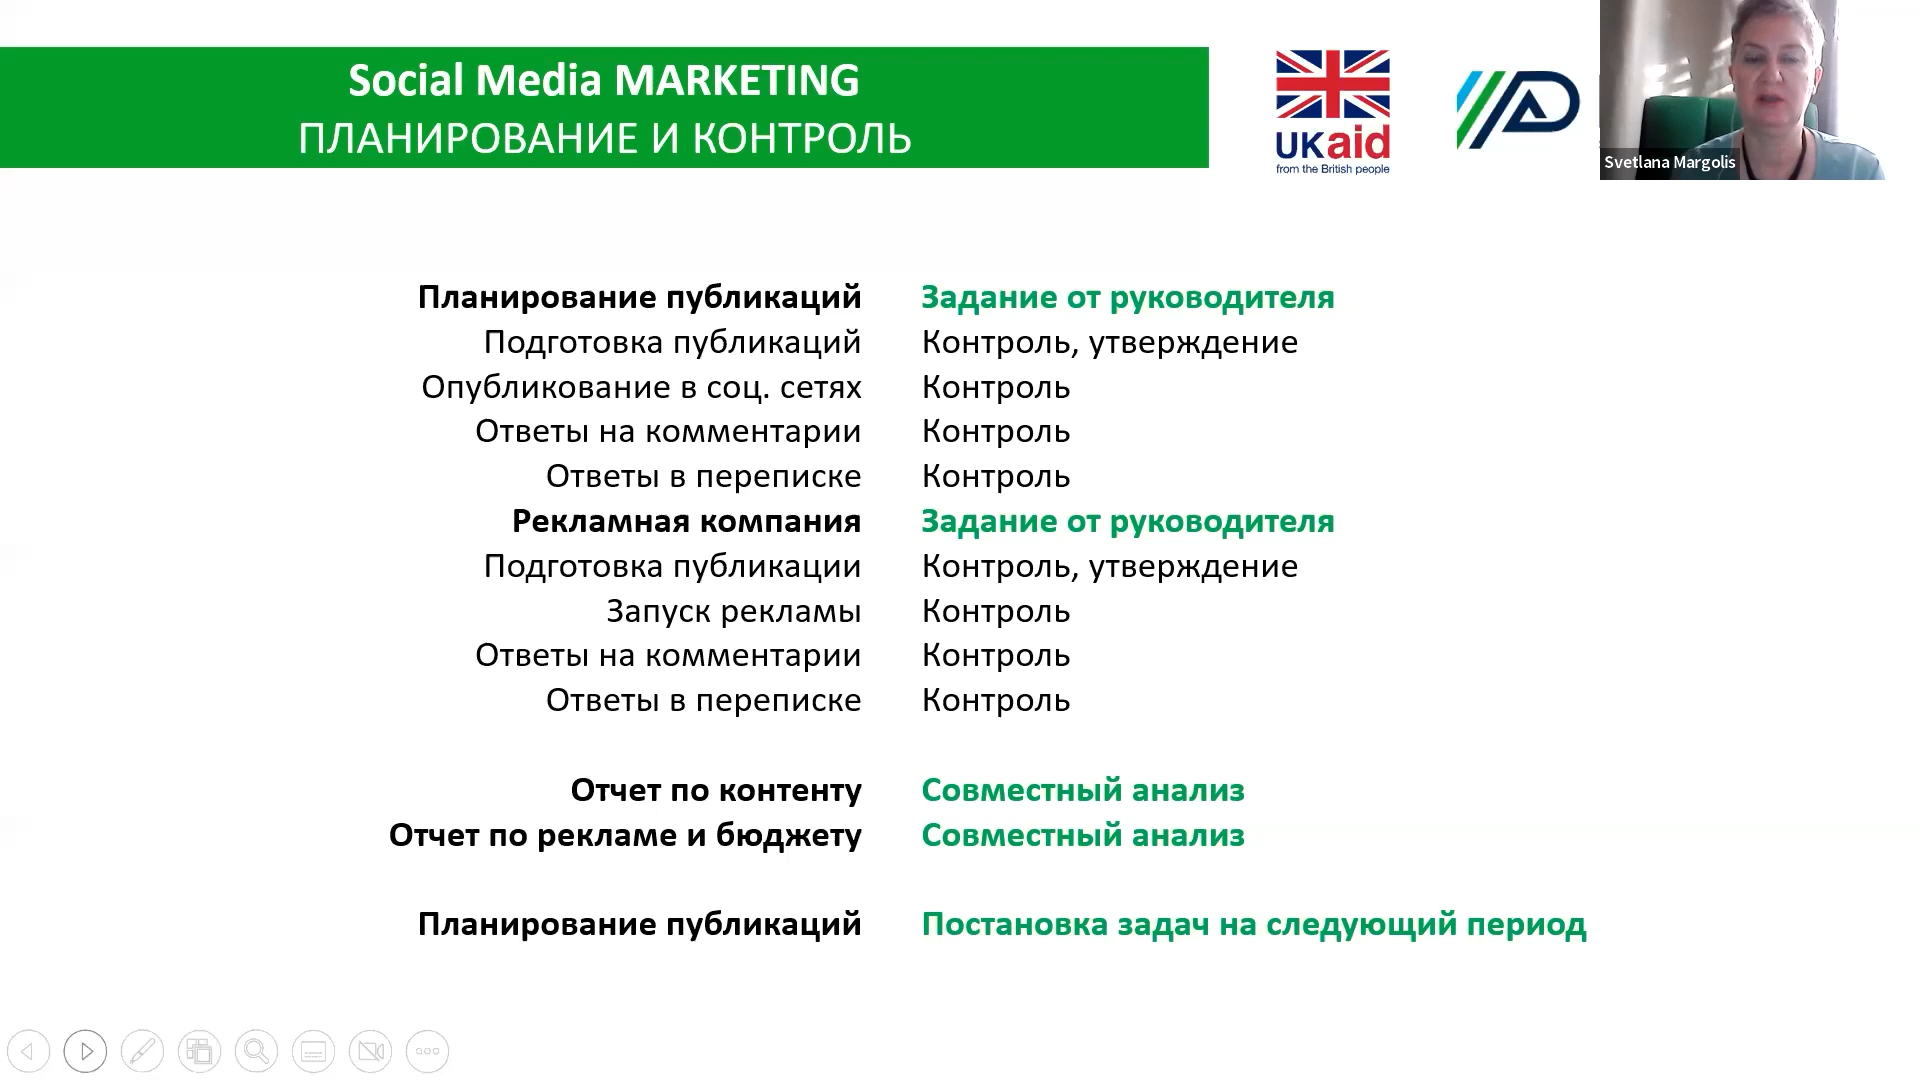 Social Media MARKETING
ПЛАНИРОВАНИЕ И КОНТРОЛЬ
UKaid
from the British people
Svetlana Margolis
Планирование публикаций Задание от руководителя
Подготовка публикаций Контроль, утверждение
Опубликование в соц. сетях Контроль
Ответы на комментарии Контроль
Ответы в переписке Контроль
Рекламная компания Задание от руководителя
Подготовка публикации Контроль, утверждение
Запуск рекламы Контроль
Ответы на комментарии Контроль
Ответы в переписке Контроль
Отчет по контенту Совместный анализ
Отчет по рекламе и бюджету Совместный анализ
Планирование публикаций Постановка задач на следующий период